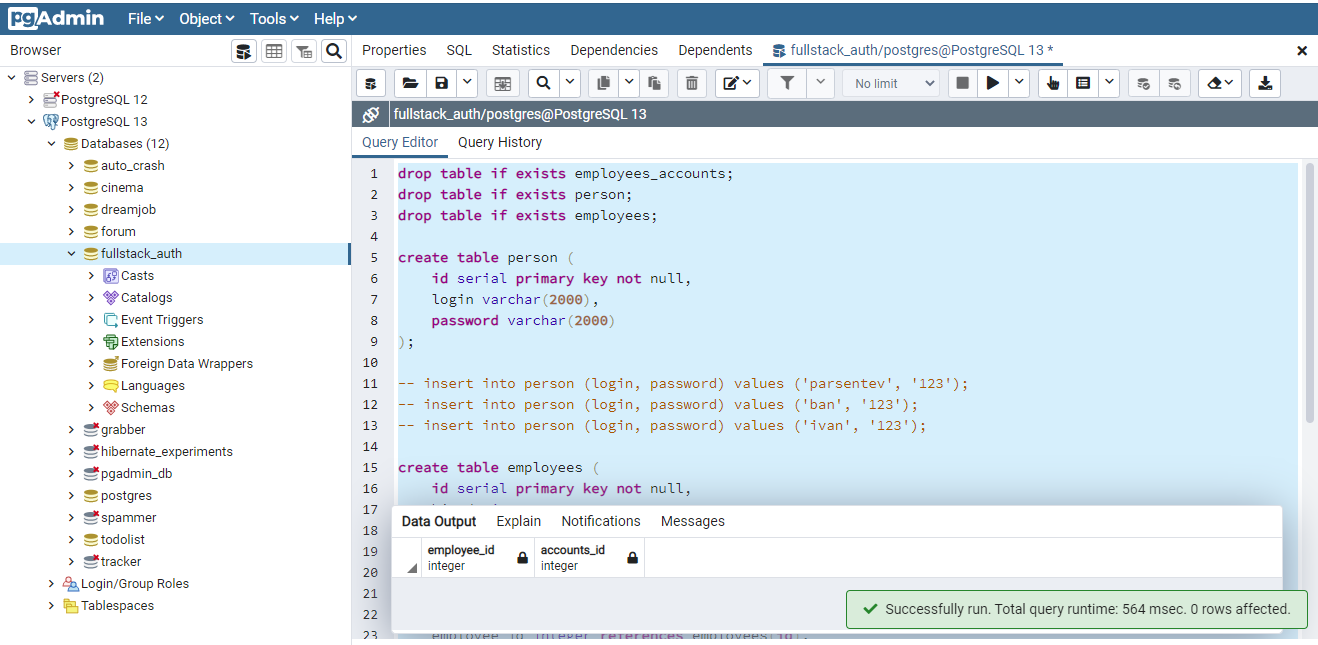 pgAdmin File Object Tools Help
Browser
Properties SQL Statistics Dependencies Dependents fullstack_auth/postgres@PostgreSQL 13 *
Servers (2)
PostgreSQL 12
PostgreSQL 13
Databases (12)
auto_crash
cinema
dreamjob
forum
fullstack_auth
Casts
Catalogs
Event Triggers
Extensions
Foreign Data Wrappers
Languages
Schemas
grabber
hibernate_experiments
pgadmin_db
postgres
spammer
todolist
tracker
Login/Group Roles
Tablespaces
No limit
fullstack_auth/postgres@PostgreSQL 13
Query Editor Query History
1 drop table if exists employees_accounts;
2 drop table if exists person;
3 drop table if exists employees;
4
5 create table person (
6 id serial primary key not null,
7 login varchar(2000),
8 password varchar(2000)
9 );
10
11 -- insert into person (login, password) values ('parsentev', '123');
12 -- insert into person (login, password) values ('ban', '123');
13 -- insert into person (login, password) values ('ivan', '123');
14
15 create table employees (
16 id serial primary key not null,
17
18
19
20
21
22
23 employee_id integer references employees(id),
Data Output Explain Notifications Messages
employee_id accounts_id
integer integer
Successfully run. Total query runtime: 564 msec. 0 rows affected.